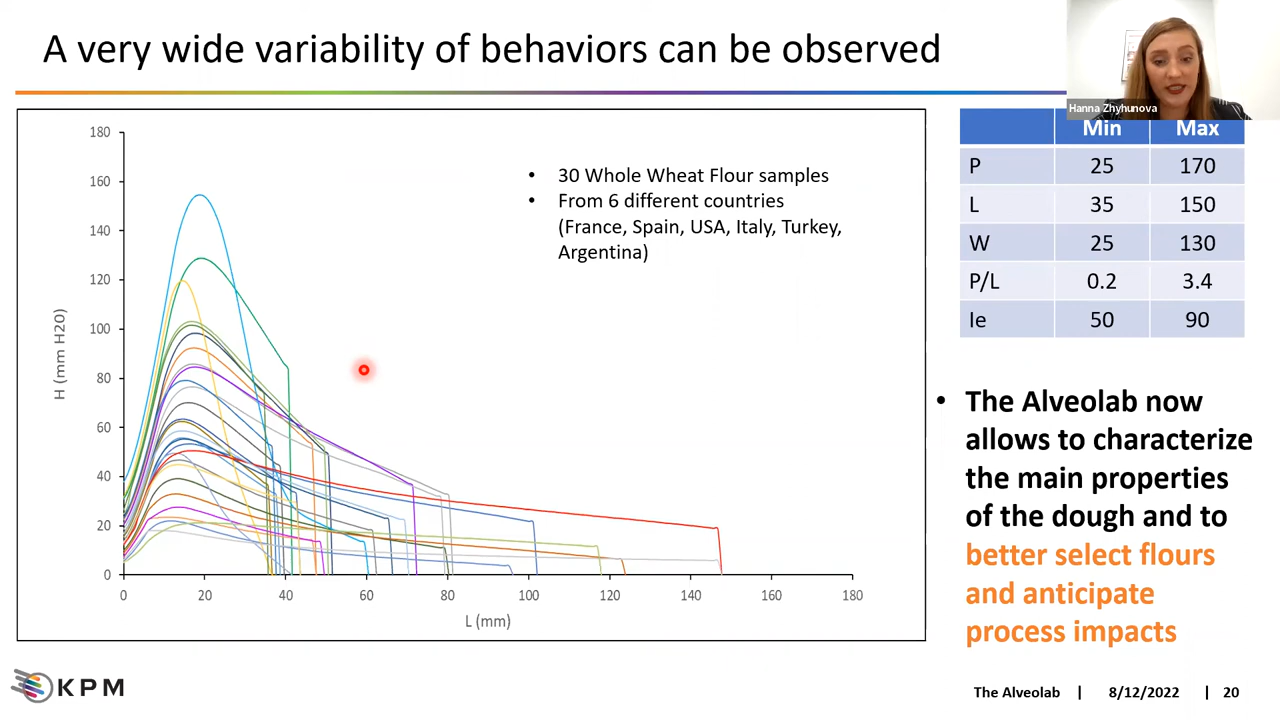 A very wide variability of behaviors can be observed
Hanna Zhyhunova
180
160
140
120
100
80
60
40
20
0
H (mm H20)
0 20 40 60 80 100 120 140 160 180
L (mm)
• 30 Whole Wheat Flour samples
• From 6 different countries
(France, Spain, USA, Italy, Turkey,
Argentina)
Min Max
P 25 170
L 35 150
W 25 130
P/L 0.2 3.4
Ie 50 90
• The Alveolab now
allows to characterize
the main properties
of the dough and to
better select flours
and anticipate
process impacts
KPM
The Alveolab | 8/12/2022 | 20